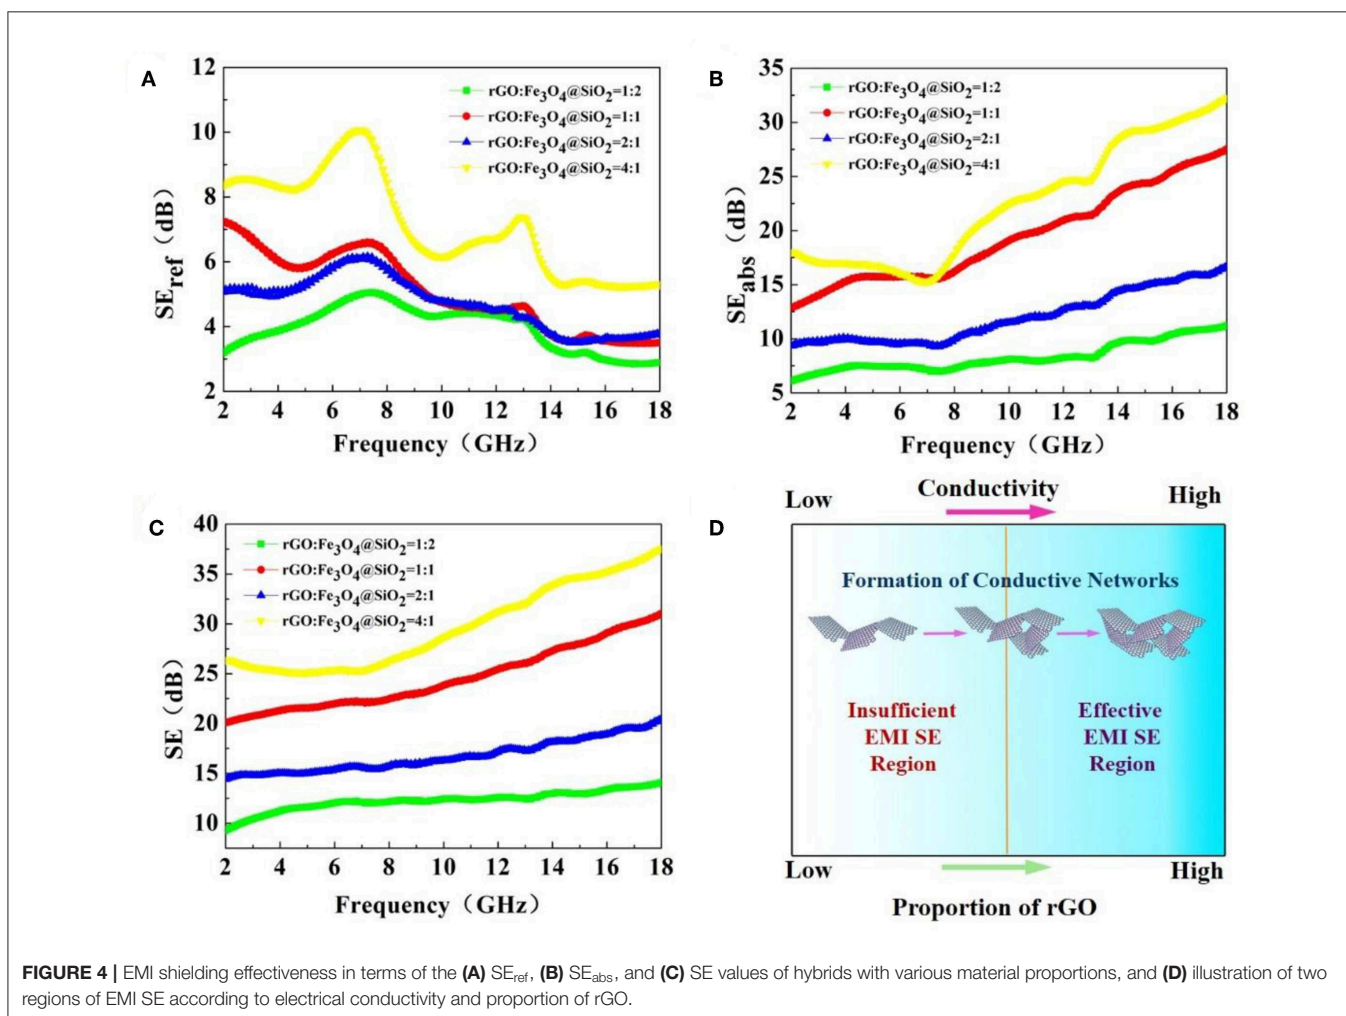 A
12
10
8
6
4
2
SEref（dB）
rGO:Fe3O4@SiO2=1:2
rGO:Fe3O4@SiO2=1:1
rGO:Fe3O4@SiO2=2:1
rGO:Fe3O4@SiO2=4:1
2 4 6 8 10 12 14 16 18
Frequency（GHz）
B
35
30
25
20
15
10
5
SEabs（dB）
rGO:Fe3O4@SiO2=1:2
rGO:Fe3O4@SiO2=1:1
rGO:Fe3O4@SiO2=2:1
rGO:Fe3O4@SiO2=4:1
2 4 6 8 10 12 14 16 18
Frequency（GHz）
C
40
35
30
25
20
15
10
SE（dB）
rGO:Fe3O4@SiO2=1:2
rGO:Fe3O4@SiO2=1:1
rGO:Fe3O4@SiO2=2:1
rGO:Fe3O4@SiO2=4:1
2 4 6 8 10 12 14 16 18
Frequency（GHz）
D
Low Conductivity High
Formation of Conductive Networks
Insufficient
EMI SE
Region
Effective
EMI SE
Region
Low High
Proportion of rGO
FIGURE 4 | EMI shielding effectiveness in terms of the (A) SEref, (B) SEabs, and (C) SE values of hybrids with various material proportions, and (D) illustration of two
regions of EMI SE according to electrical conductivity and proportion of rGO.